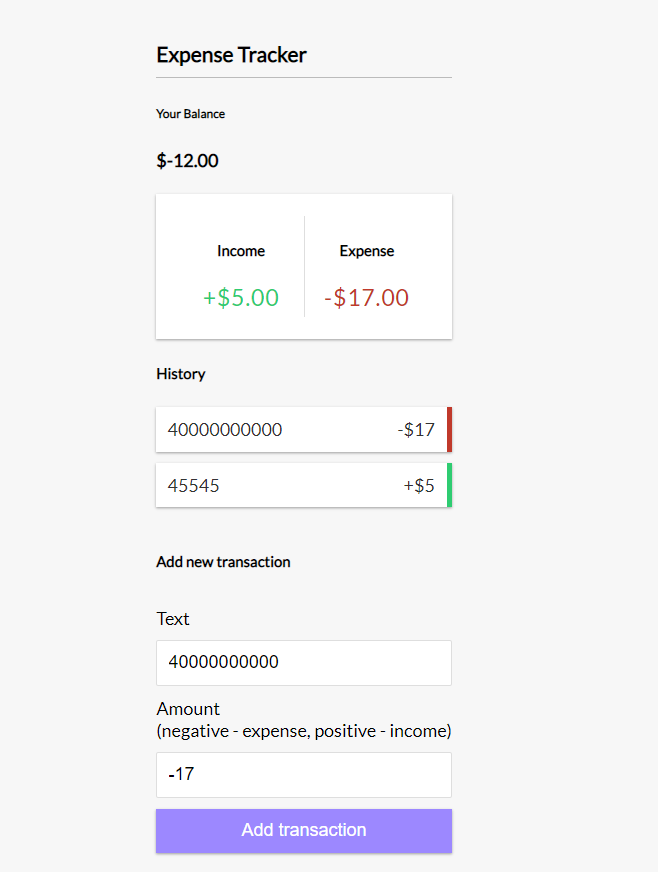 Expense Tracker
Your Balance
$-12.00
Income Expense
+$5.00 -$17.00
History
40000000000 -$17
45545 +$5
Add new transaction
Text
40000000000
Amount
(negative - expense, positive - income)
-17
Add transaction